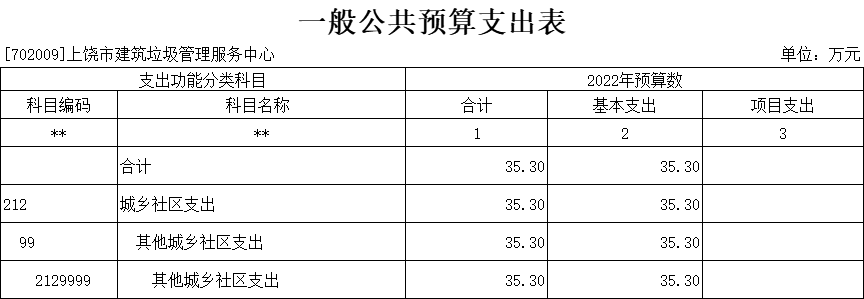 一般公共预算支出表
[702009]上饶市建筑垃圾管理服务中心 单位：万元
支出功能分类科目 2022年预算数
科目编码 科目名称 合计 基本支出 项目支出
** ** 1 2 3
合计 35.30 35.30
212 城乡社区支出 35.30 35.30
99 其他城乡社区支出 35.30 35.30
2129999 其他城乡社区支出 35.30 35.30